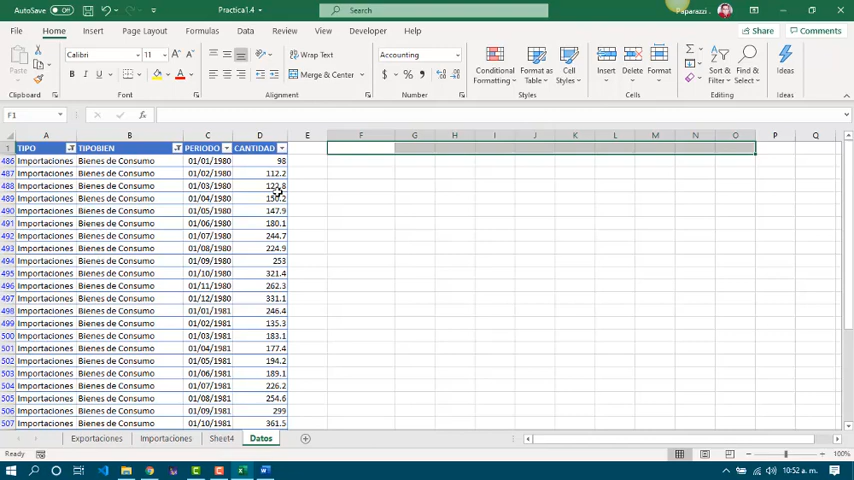 AutoSave Off Practica1.4 Search Paparazzi .
File Home Insert Page Layout Formulas Data Review View Developer Help Share Comments
Calibri 11 A A Wrap Text Accounting
Paste B I U A Merge & Center $ % Conditional Formatting Format as Table Cell Styles Insert Delete Format Sort & Filter Find & Select Ideas
Clipboard Font Alignment Number Styles Cells Editing Ideas
F1 fx
A B C D E F G H I J K L M N O P Q
1 TIPO TIPOBIEN PERIODO CANTIDAD
486 Importaciones Bienes de Consumo 01/01/1980 98
487 Importaciones Bienes de Consumo 01/02/1980 112.2
488 Importaciones Bienes de Consumo 01/03/1980 122.8
489 Importaciones Bienes de Consumo 01/04/1980 150.2
490 Importaciones Bienes de Consumo 01/05/1980 147.9
491 Importaciones Bienes de Consumo 01/06/1980 180.1
492 Importaciones Bienes de Consumo 01/07/1980 244.7
493 Importaciones Bienes de Consumo 01/08/1980 224.9
494 Importaciones Bienes de Consumo 01/09/1980 253
495 Importaciones Bienes de Consumo 01/10/1980 321.4
496 Importaciones Bienes de Consumo 01/11/1980 262.3
497 Importaciones Bienes de Consumo 01/12/1980 331.1
498 Importaciones Bienes de Consumo 01/01/1981 246.4
499 Importaciones Bienes de Consumo 01/02/1981 135.3
500 Importaciones Bienes de Consumo 01/03/1981 183.1
501 Importaciones Bienes de Consumo 01/04/1981 177.4
502 Importaciones Bienes de Consumo 01/05/1981 194.2
503 Importaciones Bienes de Consumo 01/06/1981 189.1
504 Importaciones Bienes de Consumo 01/07/1981 226.2
505 Importaciones Bienes de Consumo 01/08/1981 254.6
506 Importaciones Bienes de Consumo 01/09/1981 299
507 Importaciones Bienes de Consumo 01/10/1981 361.5
Exportaciones Importaciones Sheet4 Datos
Ready 100%
10:52 a. m.